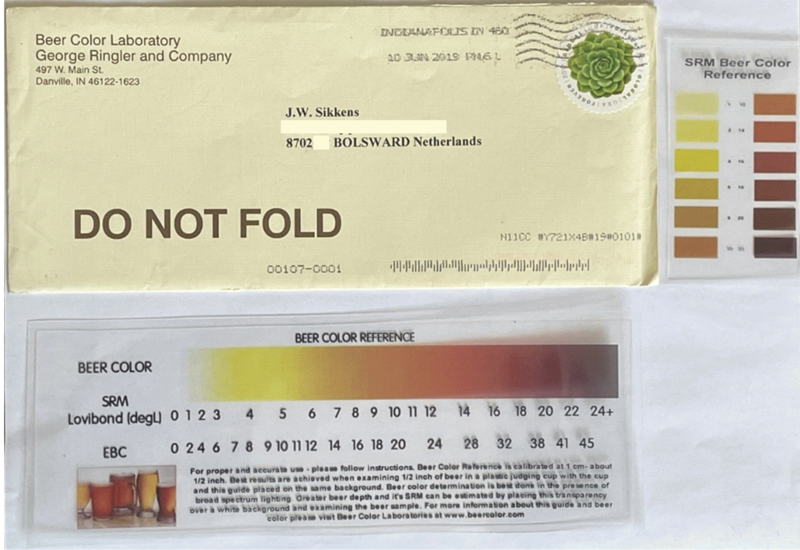 Beer Color Laboratory
George Ringler and Company
497 W. Main St.
Danville, IN 46122-1623
INDIANAPOLIS IN 460
10 JUN 2019 PM 6 L
J.W. Sikkens
8702 BOLSWARD Netherlands
DO NOT FOLD
N11CC #Y721X48#19#0101#
00107-0001
SRM Beer Color
Reference
BEER COLOR REFERENCE
BEER COLOR
SRM
Lovibond (degL) 0 1 2 3 4 5 6 7 8 9 10 11 12 14 16 18 20 22 24+
EBC 0 2 4 6 7 8 9 10 11 12 14 16 18 20 24 28 32 38 41 45
For proper and accurate use - please follow instructions. Beer Color Reference is calibrated at 1 cm- about
1/2 inch. Best results are achieved when examining 1/2 inch of beer in a plastic judging cup with the cup
and this guide placed on the same background. Beer color determination is best done in the presence of
broad spectrum lighting. Greater beer depth and it's SRM can be estimated by placing this transparency
over a white background and examining the beer sample. For more information about this guide and beer
color please visit Beer Color Laboratories at www.beercolor.com